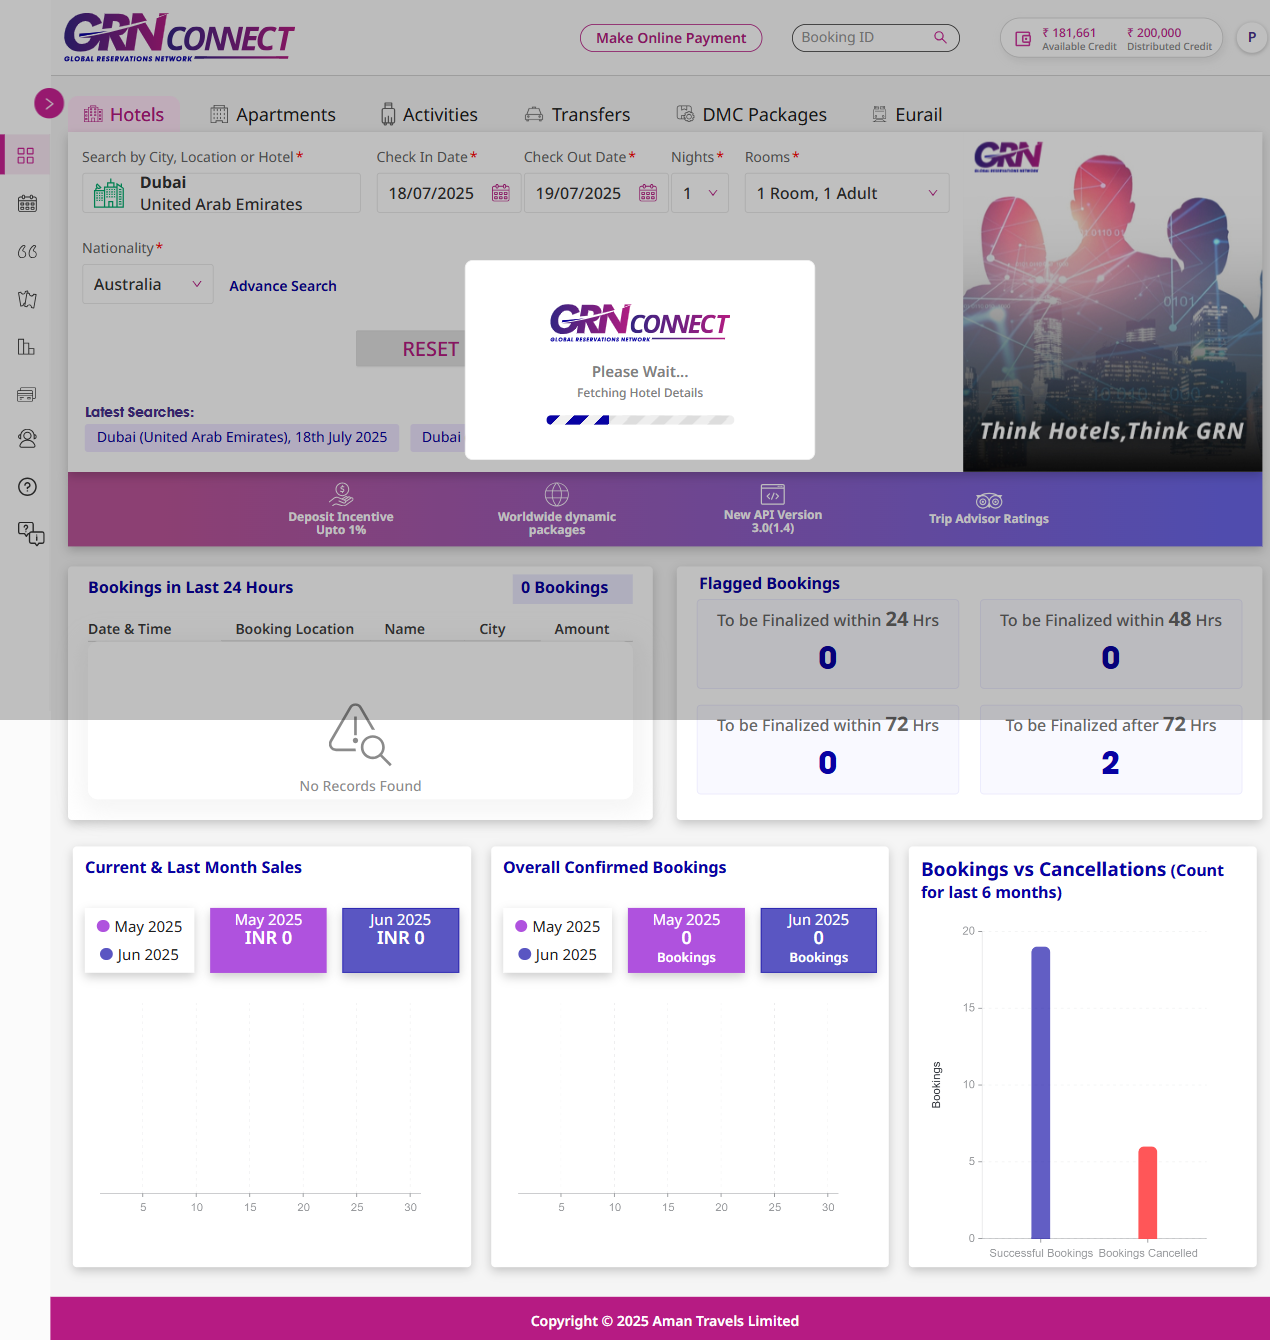 GRN CONNECT
GLOBAL RESERVATIONS NETWORK
Make Online Payment
Booking ID
₹ 181,661
Available Credit
₹ 200,000
Distributed Credit
P
Hotels
Apartments
Activities
Transfers
DMC Packages
Eurail
Search by City, Location or Hotel*
Check In Date*
Check Out Date*
Nights*
Rooms*
Dubai
United Arab Emirates
18/07/2025
19/07/2025
1
1 Room, 1 Adult
Nationality*
Australia
Advance Search
RESET
Latest Searches:
Dubai (United Arab Emirates), 18th July 2025
Dubai
GRN CONNECT
GLOBAL RESERVATIONS NETWORK
Please Wait...
Fetching Hotel Details
GRN
GLOBAL RESERVATIONS NETWORK
0101
Think Hotels,Think GRN
Deposit Incentive
Upto 1%
Worldwide dynamic
packages
New API Version
3.0(1.4)
Trip Advisor Ratings
Bookings in Last 24 Hours
0 Bookings
Date & Time
Booking Location
Name
City
Amount
No Records Found
Flagged Bookings
To be Finalized within 24 Hrs
0
To be Finalized within 48 Hrs
0
To be Finalized within 72 Hrs
0
To be Finalized after 72 Hrs
2
Current & Last Month Sales
May 2025
Jun 2025
May 2025
INR 0
Jun 2025
INR 0
5 10 15 20 25 30
Overall Confirmed Bookings
May 2025
Jun 2025
May 2025
0
Bookings
Jun 2025
0
Bookings
5 10 15 20 25 30
Bookings vs Cancellations (Count
for last 6 months)
20
15
10
5
0
Bookings
Successful Bookings
Bookings Cancelled
Copyright © 2025 Aman Travels Limited